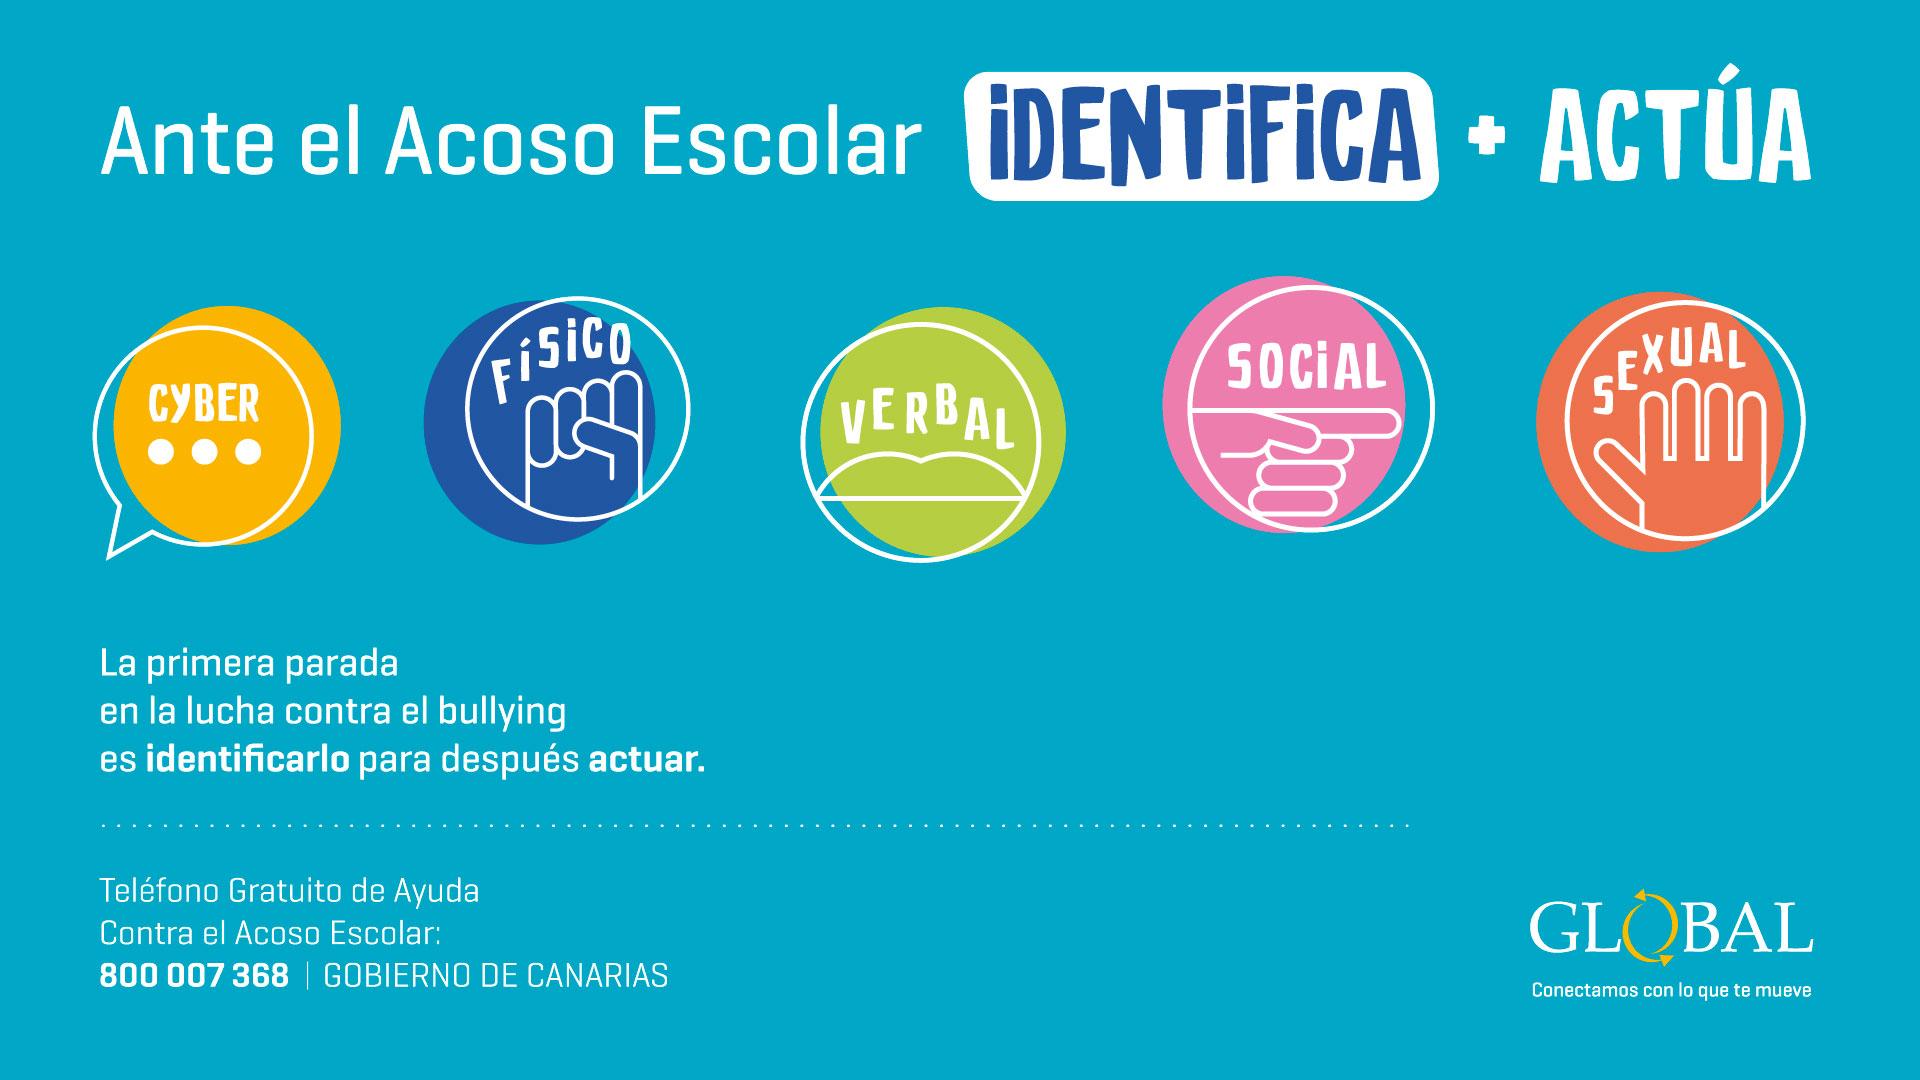 Ante el Acoso Escolar iDENTiFiCA + ACTÚA
CYBER
FÍSiCO
VERBAL
SOCiAL
SEXUAL
La primera parada
en la lucha contra el bullying
es identificarlo para después actuar.
Teléfono Gratuito de Ayuda
Contra el Acoso Escolar:
800 007 368 | GOBIERNO DE CANARIAS
GLOBAL
Conectamos con lo que te mueve